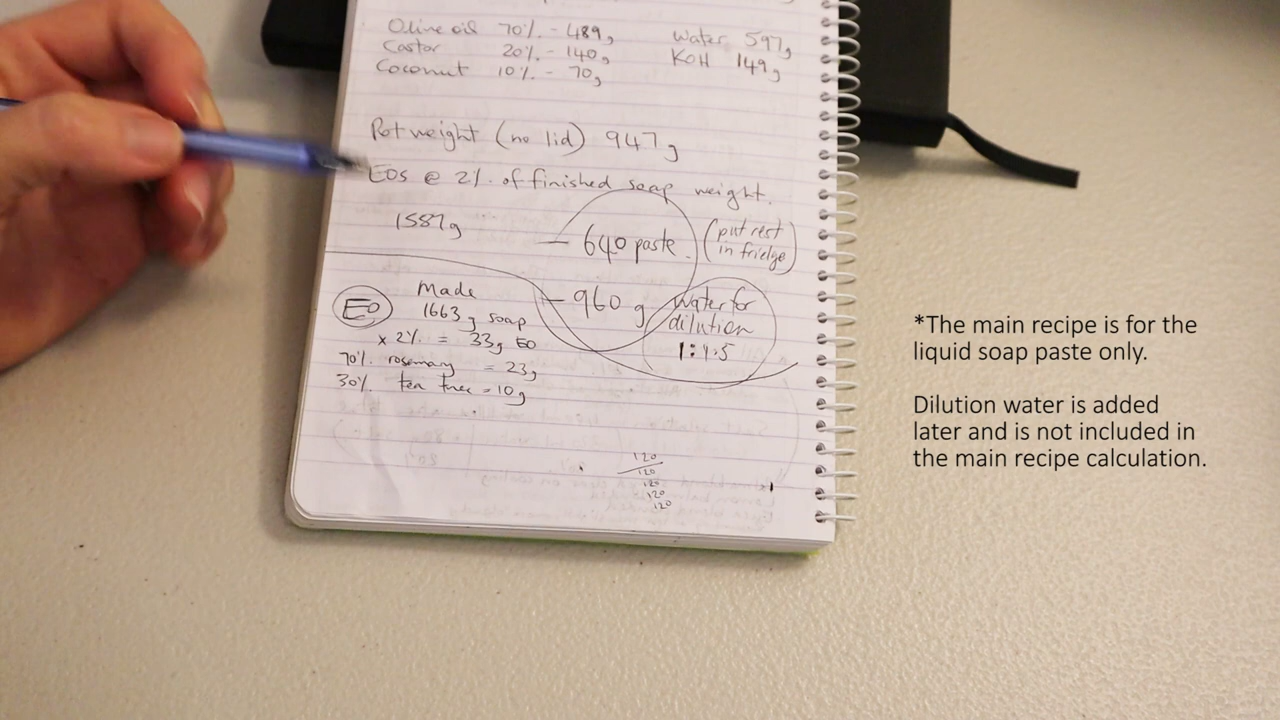 Olive oil 70% - 489g Water 597g
Castor 20% - 140g KOH 149g
Coconut 10% - 70g
Pot weight (no lid) 947g
EOs @ 2% of finished soap weight.
1587g - 640 paste. (put rest in fridge)
- 960 g Water for dilution
1:1.5
EO
Made
1663g soap
x 2% = 33g EO
70% rosemary = 23g
30% tea tree = 10g
120
120
120
120
120
*The main recipe is for the
liquid soap paste only.
Dilution water is added
later and is not included in
the main recipe calculation.